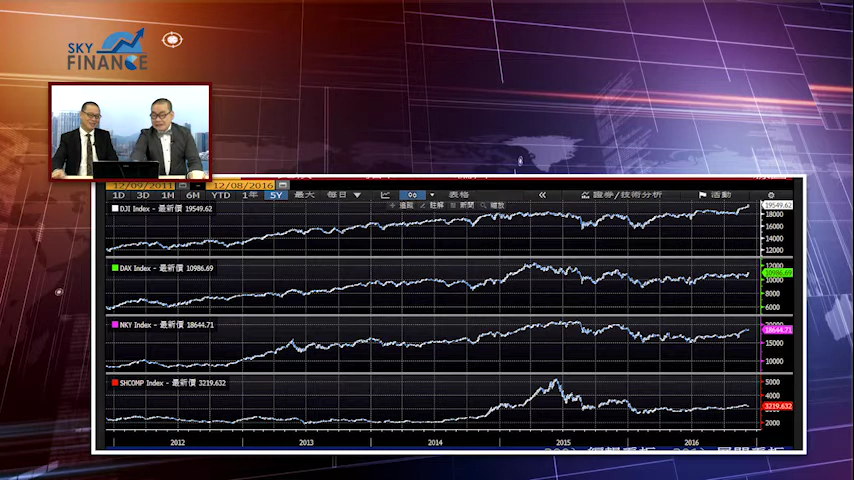 SKY
FINANCE
12/09/2011 - 12/08/2016
1D 3D 1M 6M YTD 1年 5Y 最大 每日 表格 證券/技術分析 活動
追蹤 註解 新聞 縮放
DJI Index - 最新價 19549.62
19549.62
18000
16000
14000
12000
DAX Index - 最新價 10986.69
12000
10986.69
10000
8000
6000
NKY Index - 最新價 18644.71
20000
18644.71
15000
10000
SHCOMP Index - 最新價 3219.632
5000
4000
3219.632
2000
2012 2013 2014 2015 2016